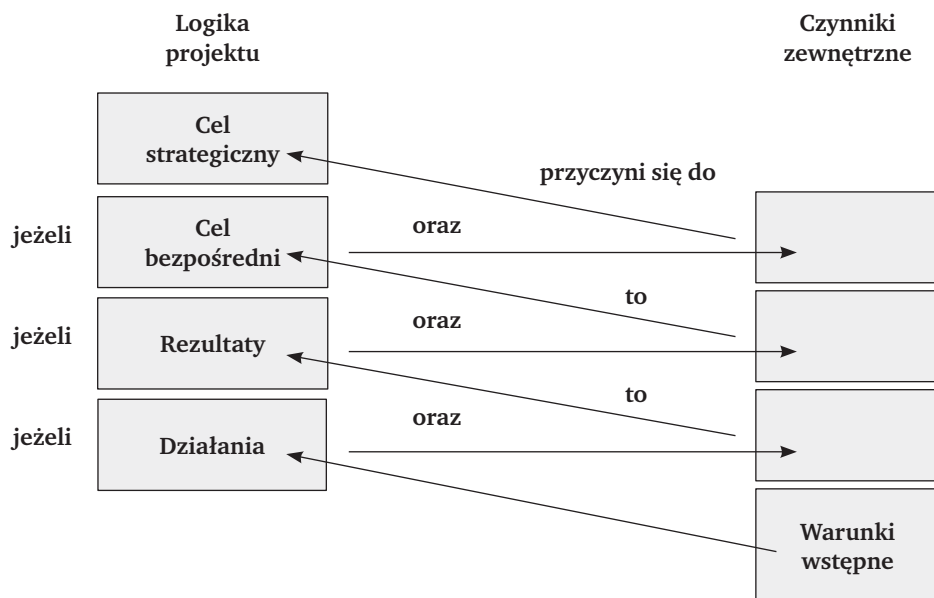 Logika
projektu
Czynniki
zewnętrzne
Cel
strategiczny
przyczyni się do
jeżeli
Cel
bezpośredni
oraz
to
jeżeli
Rezultaty
oraz
to
jeżeli
Działania
oraz
Warunki
wstępne